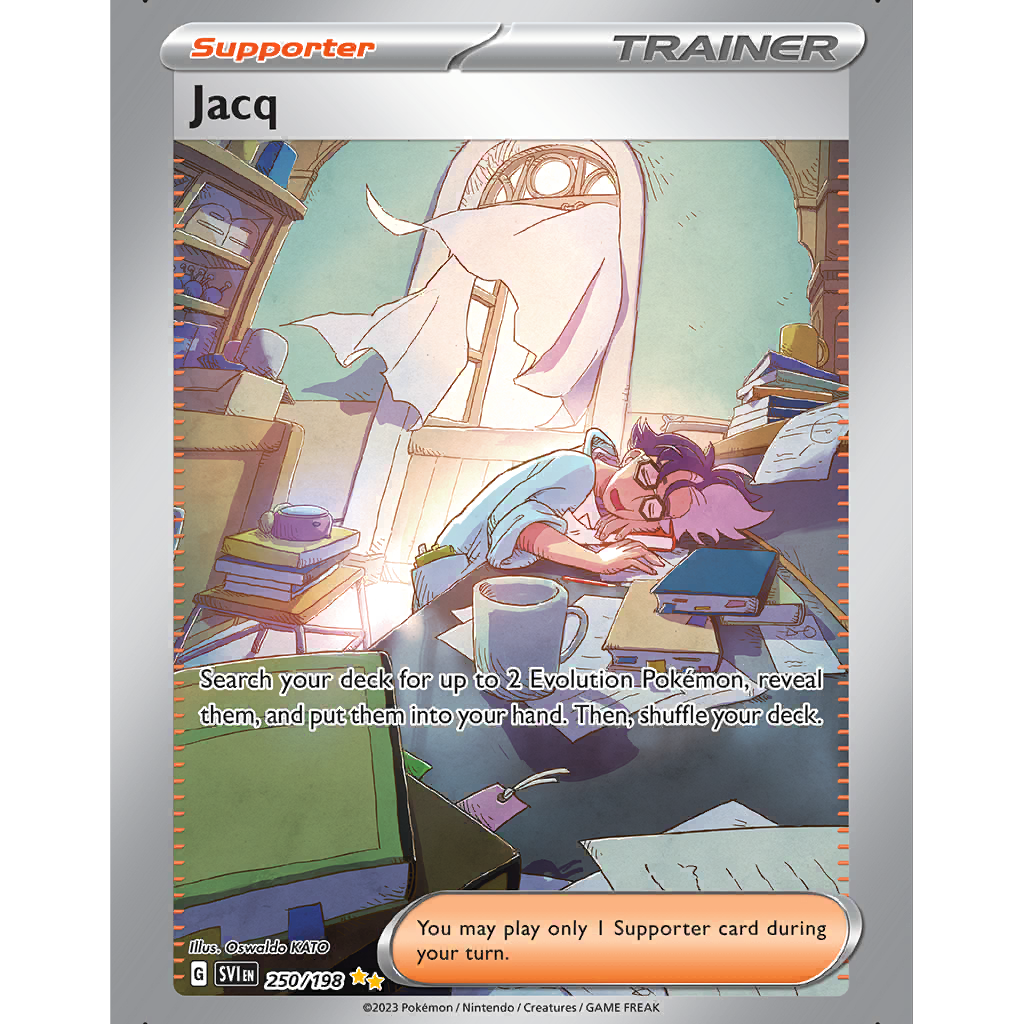 Supporter
TRAINER
Jacq
Search your deck for up to 2 Evolution Pokémon, reveal
them, and put them into your hand. Then, shuffle your deck.
You may play only 1 Supporter card during
your turn.
Illus. Oswaldo KATO
G SVI EN 250/198
©2023 Pokémon / Nintendo / Creatures / GAME FREAK